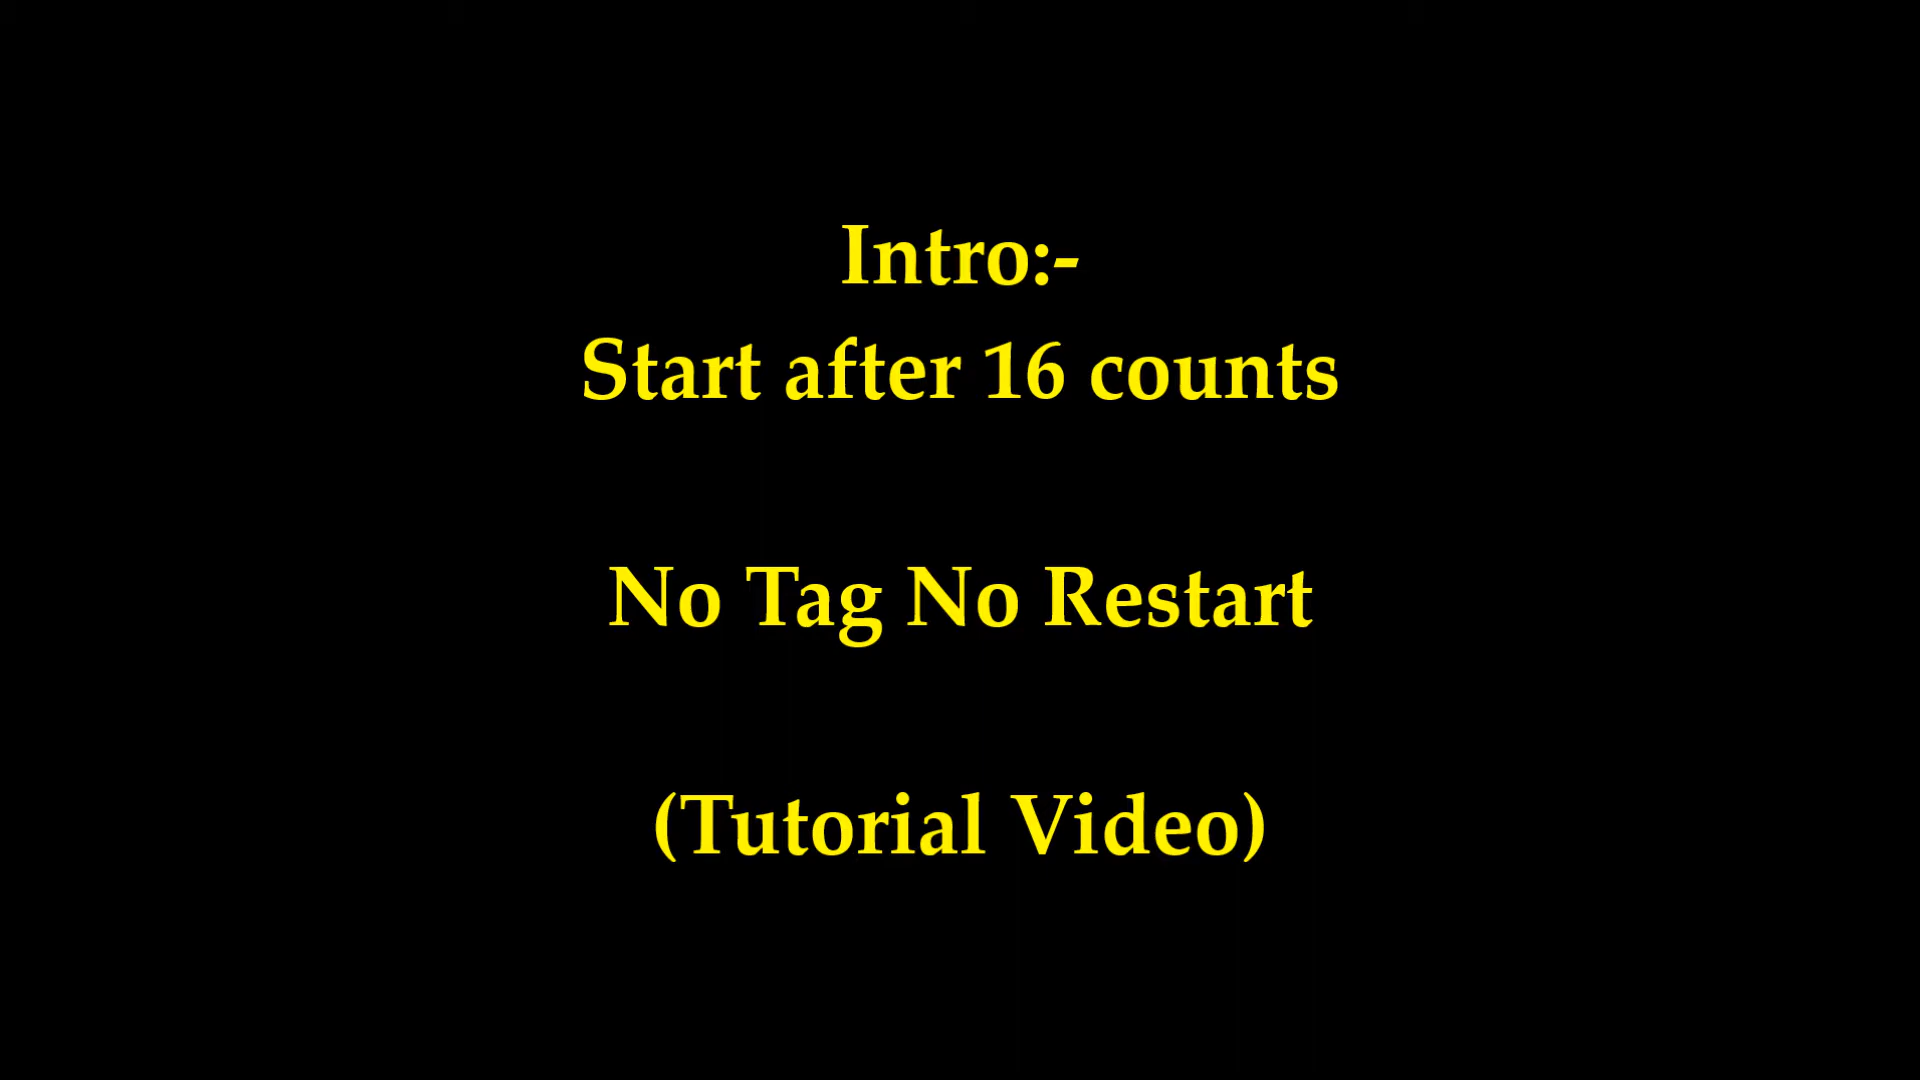 Intro:-
Start after 16 counts
No Tag No Restart
(Tutorial Video)